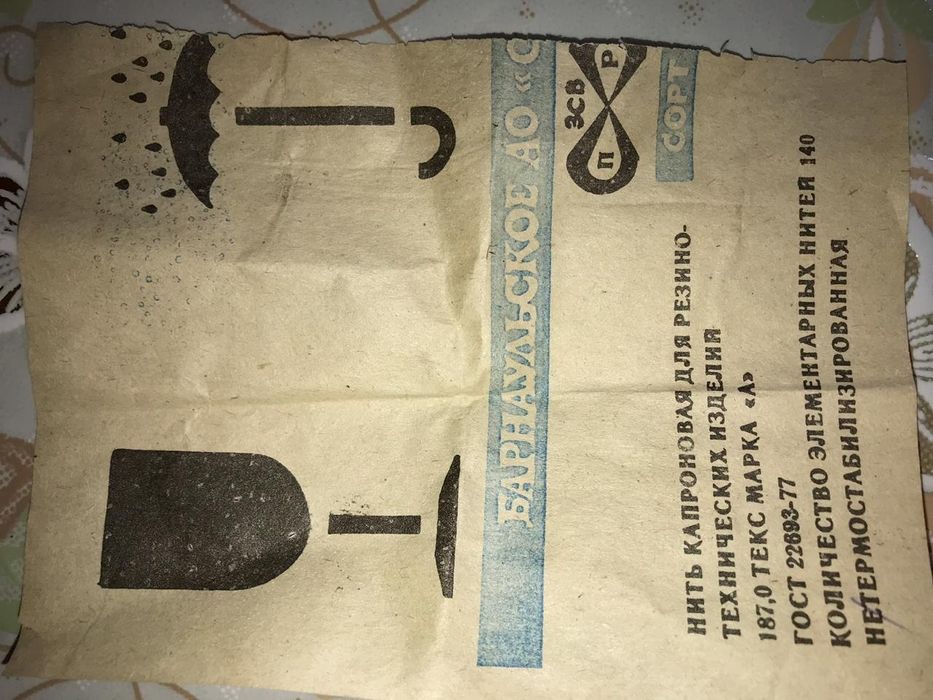 БАРНАУЛЬСКОЕ АО «С
ЗСВ
П Р
СОРТ
НИТЬ КАПРОНОВАЯ ДЛЯ РЕЗИНО-
ТЕХНИЧЕСКИХ ИЗДЕЛИЙ
187,0 ТЕКС МАРКА «А»
ГОСТ 22693-77
КОЛИЧЕСТВО ЭЛЕМЕНТАРНЫХ НИТЕЙ 140
НЕТЕРМОСТАБИЛИЗИРОВАННАЯ